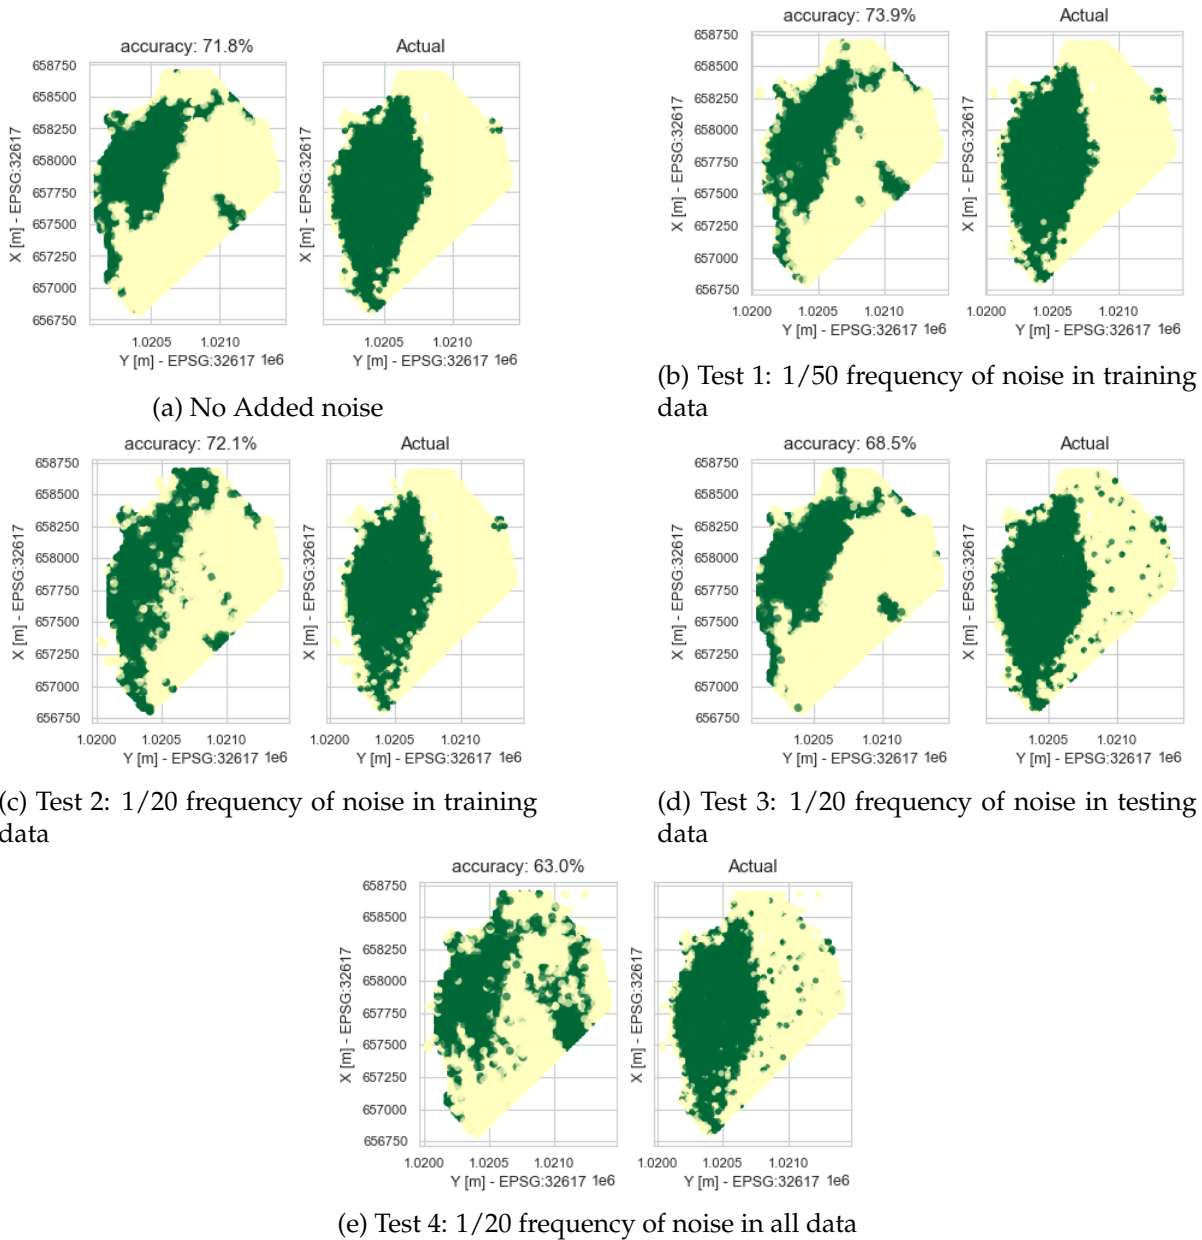 accuracy: 71.8%
Actual
658750
658500
658250
658000
657750
657500
657250
657000
656750
X [m] - EPSG:32617
X [m] - EPSG:32617
1.0205
1.0210
1.0205
1.0210
Y [m] - EPSG:32617 1e6
Y [m] - EPSG:32617 1e6
(a) No Added noise
accuracy: 73.9%
Actual
658750
658500
658250
658000
657750
657500
657250
657000
656750
X [m] - EPSG:32617
X [m] - EPSG:32617
1.0200
1.0205
1.0210
1.0205
1.0210
Y [m] - EPSG:32617 1e6
Y [m] - EPSG:32617 1e6
(b) Test 1: 1/50 frequency of noise in training
data
accuracy: 72.1%
Actual
658750
658500
658250
658000
657750
657500
657250
657000
656750
X [m] - EPSG:32617
X [m] - EPSG:32617
1.0200
1.0205
1.0210
1.0200
1.0205
1.0210
Y [m] - EPSG:32617 1e6
Y [m] - EPSG:32617 1e6
(c) Test 2: 1/20 frequency of noise in training
data
accuracy: 68.5%
Actual
658750
658500
658250
658000
657750
657500
657250
657000
656750
X [m] - EPSG:32617
X [m] - EPSG:32617
1.0205
1.0210
1.0205
1.0210
Y [m] - EPSG:32617 1e6
Y [m] - EPSG:32617 1e6
(d) Test 3: 1/20 frequency of noise in testing
data
accuracy: 63.0%
Actual
658750
658500
658250
658000
657750
657500
657250
657000
656750
X [m] - EPSG:32617
X [m] - EPSG:32617
1.0200
1.0205
1.0210
1.0200
1.0205
1.0210
Y [m] - EPSG:32617 1e6
Y [m] - EPSG:32617 1e6
(e) Test 4: 1/20 frequency of noise in all data